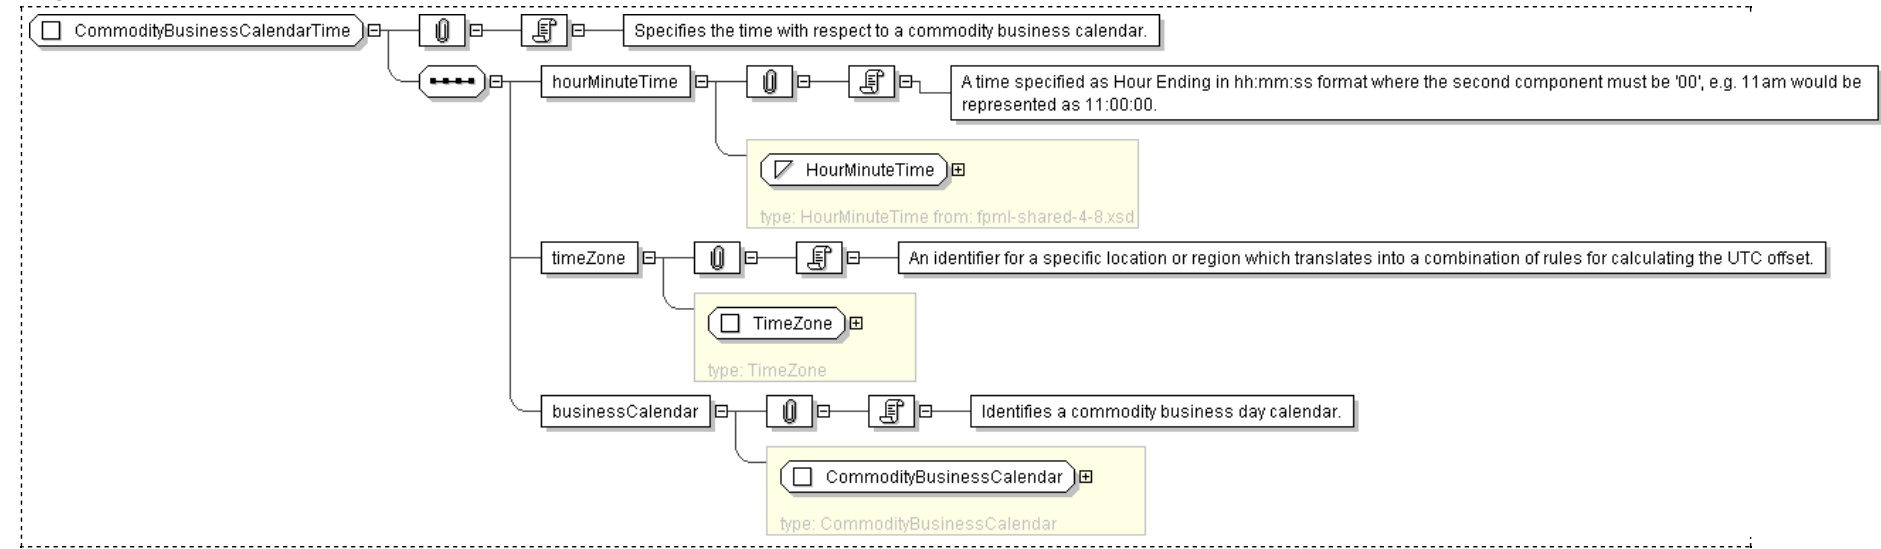 CommodityBusinessCalendarTime
Specifies the time with respect to a commodity business calendar.
hourMinuteTime
A time specified as Hour Ending in hh:mm:ss format where the second component must be '00', e.g. 11am would be
represented as 11:00:00.
HourMinuteTime
type: HourMinuteTime from: fpml-shared-4-8.xsd
timeZone
An identifier for a specific location or region which translates into a combination of rules for calculating the UTC offset.
TimeZone
type: TimeZone
businessCalendar
Identifies a commodity business day calendar.
CommodityBusinessCalendar
type: CommodityBusinessCalendar